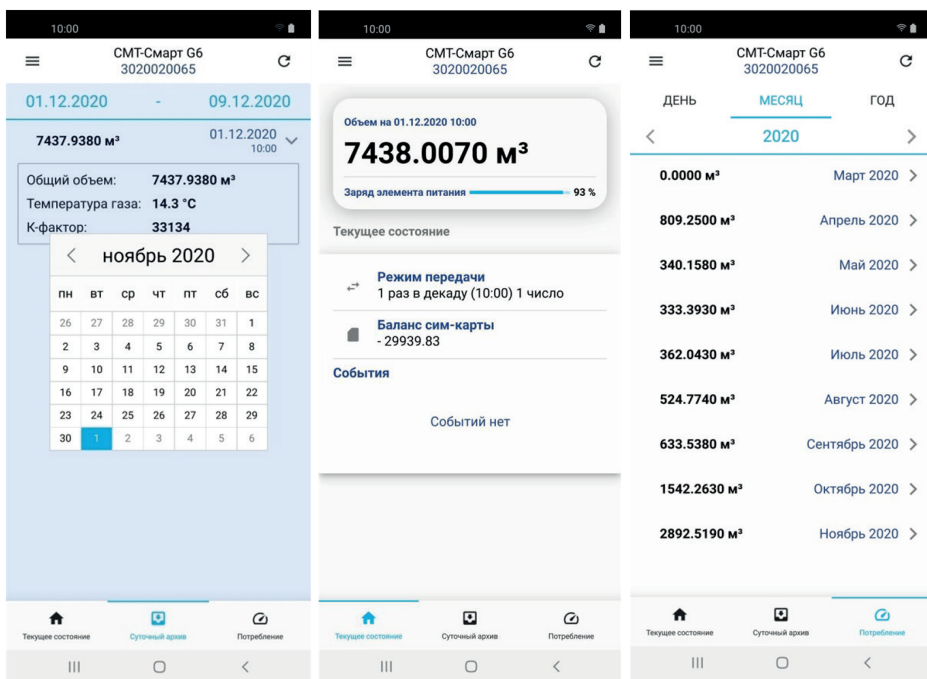 10:00
СМТ-Смарт G6
3020020065
01.12.2020 - 09.12.2020
7437.9380 м³ 01.12.2020
10:00
Общий объем: 7437.9380 м³
Температура газа: 14.3 °C
К-фактор: 33134
ноябрь 2020
пн вт ср чт пт сб вс
26 27 28 29 30 31 1
2 3 4 5 6 7 8
9 10 11 12 13 14 15
16 17 18 19 20 21 22
23 24 25 26 27 28 29
30 1 2 3 4 5 6
Текущее состояние Суточный архив Потребление
10:00
СМТ-Смарт G6
3020020065
Объем на 01.12.2020 10:00
7438.0070 м³
Заряд элемента питания 93 %
Текущее состояние
Режим передачи
1 раз в декаду (10:00) 1 число
Баланс сим-карты
- 29939.83
События
Событий нет
Текущее состояние Суточный архив Потребление
10:00
СМТ-Смарт G6
3020020065
ДЕНЬ МЕСЯЦ ГОД
2020
0.0000 м³ Март 2020
809.2500 м³ Апрель 2020
340.1580 м³ Май 2020
333.3930 м³ Июнь 2020
362.0430 м³ Июль 2020
524.7740 м³ Август 2020
633.5380 м³ Сентябрь 2020
1542.2630 м³ Октябрь 2020
2892.5190 м³ Ноябрь 2020
Текущее состояние Суточный архив Потребление